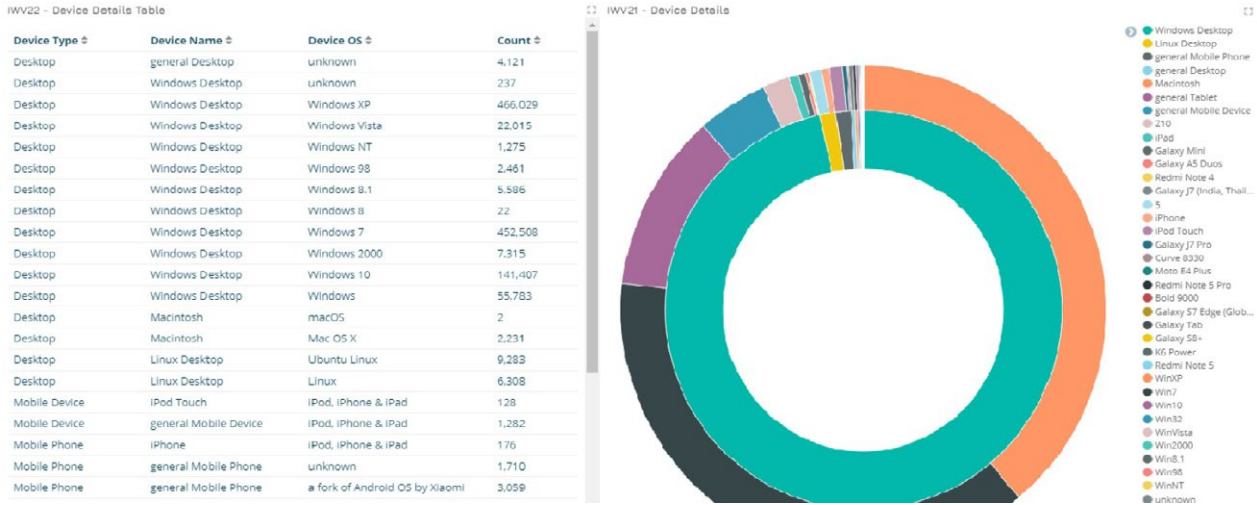 IWV22 - Device Details Table
Device Type Device Name Device OS Count
Desktop general Desktop unknown 4,121
Desktop Windows Desktop unknown 237
Desktop Windows Desktop Windows XP 466,029
Desktop Windows Desktop Windows Vista 22,015
Desktop Windows Desktop Windows NT 1,275
Desktop Windows Desktop Windows 98 2,461
Desktop Windows Desktop Windows 8.1 5,586
Desktop Windows Desktop Windows 8 22
Desktop Windows Desktop Windows 7 452,508
Desktop Windows Desktop Windows 2000 7,315
Desktop Windows Desktop Windows 10 141,407
Desktop Windows Desktop Windows 55,783
Desktop Macintosh macOS 2
Desktop Macintosh Mac OS X 2,231
Desktop Linux Desktop Ubuntu Linux 9,283
Desktop Linux Desktop Linux 6,308
Mobile Device iPod Touch iPod, iPhone & iPad 128
Mobile Device general Mobile Device iPod, iPhone & iPad 1,282
Mobile Phone iPhone iPod, iPhone & iPad 176
Mobile Phone general Mobile Phone unknown 1,710
Mobile Phone general Mobile Phone a fork of Android OS by Xiaomi 3,059
IWV21 - Device Details
Windows Desktop
Linux Desktop
general Mobile Phone
general Desktop
Macintosh
general Tablet
general Mobile Device
Z10
iPad
Galaxy Mini
Galaxy A5 Duos
Redmi Note 4
Galaxy J7 (India, Thail...
5
iPhone
iPod Touch
Galaxy J7 Pro
Curve 8330
Moto E4 Plus
Redmi Note 5 Pro
Bold 9000
Galaxy S7 Edge (Glob...
Galaxy Tab
Galaxy S8+
K6 Power
Redmi Note 5
WinXP
Win7
Win10
Win32
WinVista
Win2000
Win8.1
Win98
WinNT
unknown